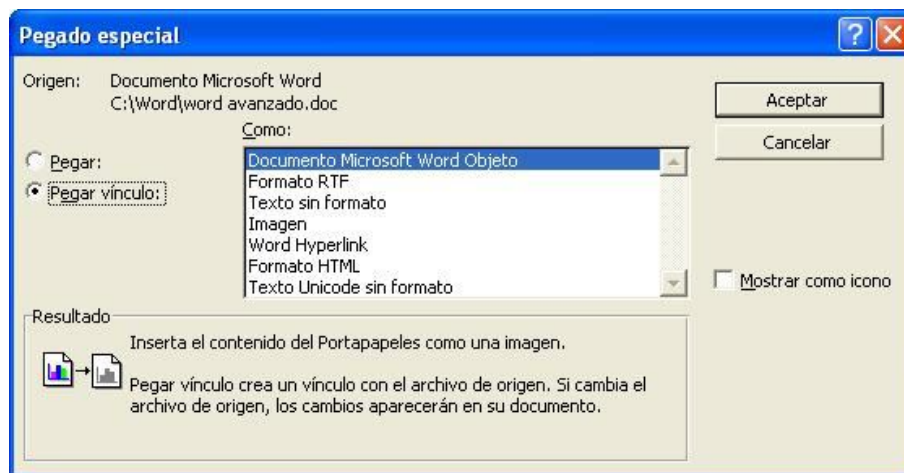 Pegado especial
Origen: Documento Microsoft Word
C:\Word\word avanzado.doc
Como:
Pegar:
Pegar vínculo:
Documento Microsoft Word Objeto
Formato RTF
Texto sin formato
Imagen
Word Hyperlink
Formato HTML
Texto Unicode sin formato
Aceptar
Cancelar
Mostrar como icono
Resultado
Inserta el contenido del Portapapeles como una imagen.
Pegar vínculo crea un vínculo con el archivo de origen. Si cambia el
archivo de origen, los cambios aparecerán en su documento.